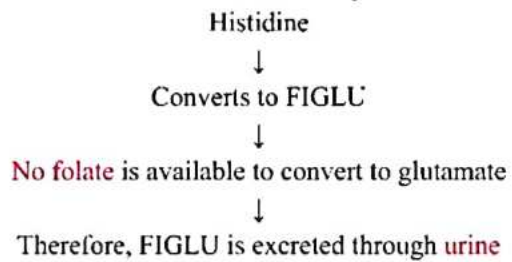 Histidine
↓
Converts to FIGLU
↓
No folate is available to convert to glutamate
↓
Therefore, FIGLU is excreted through urine